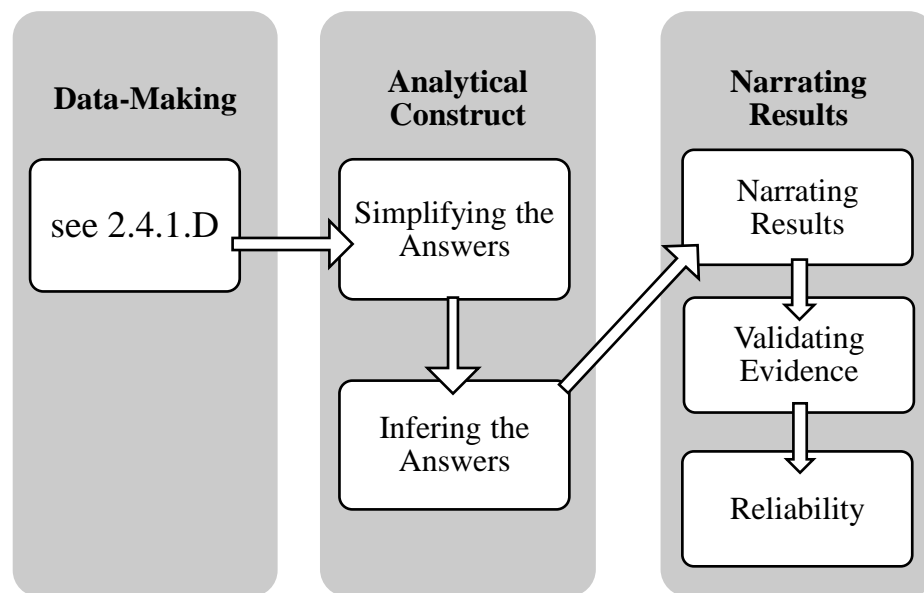 Data-Making
see 2.4.1.D
Analytical
Construct
Simplifying the
Answers
Infering the
Answers
Narrating
Results
Narrating
Results
Validating
Evidence
Reliability